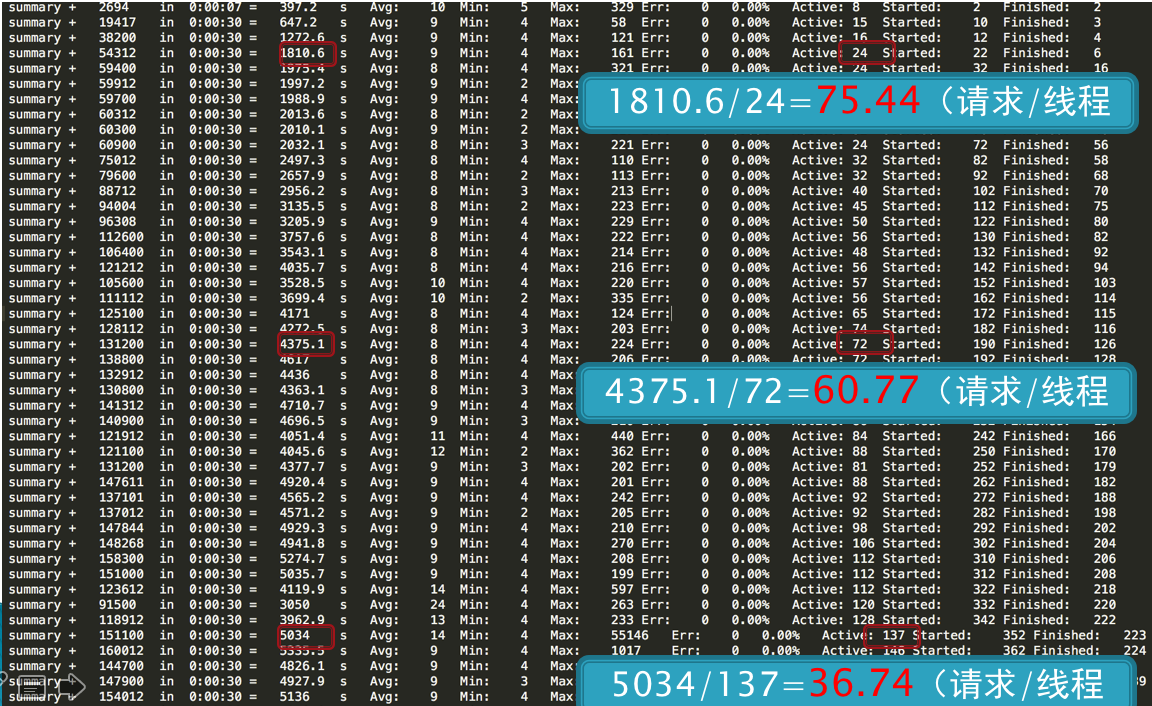 summary + 2694 in 0:00:07 = 397.2 s Avg: 10 Min: 5 Max: 329 Err: 0 0.00% Active: 8 Started: 2 Finished: 2
summary + 19417 in 0:00:30 = 647.2 s Avg: 9 Min: 4 Max: 58 Err: 0 0.00% Active: 15 Started: 10 Finished: 3
summary + 38200 in 0:00:30 = 1272.6 s Avg: 9 Min: 4 Max: 121 Err: 0 0.00% Active: 16 Started: 12 Finished: 4
summary + 54312 in 0:00:30 = 1810.6 s Avg: 9 Min: 4 Max: 161 Err: 0 0.00% Active: 24 Started: 22 Finished: 6
summary + 59400 in 0:00:30 = 1975.4 s Avg: 8 Min: 4 Max: 321 Err: 0 0.00% Active: 24 Started: 32 Finished: 16
summary + 59912 in 0:00:30 = 1997.2 s Avg: 8 Min: 2
summary + 59700 in 0:00:30 = 1988.9 s Avg: 9 Min: 4
1810.6/24=75.44（请求/线程
summary + 60312 in 0:00:30 = 2013.6 s Avg: 8 Min: 2
summary + 60300 in 0:00:30 = 2010.1 s Avg: 9 Min: 2
summary + 60900 in 0:00:30 = 2032.1 s Avg: 8 Min: 3 Max: 221 Err: 0 0.00% Active: 24 Started: 72 Finished: 56
summary + 75012 in 0:00:30 = 2497.3 s Avg: 8 Min: 4 Max: 110 Err: 0 0.00% Active: 32 Started: 82 Finished: 58
summary + 79600 in 0:00:30 = 2657.9 s Avg: 8 Min: 2 Max: 113 Err: 0 0.00% Active: 32 Started: 92 Finished: 68
summary + 88712 in 0:00:30 = 2956.2 s Avg: 8 Min: 3 Max: 213 Err: 0 0.00% Active: 40 Started: 102 Finished: 70
summary + 94004 in 0:00:30 = 3135.5 s Avg: 8 Min: 2 Max: 223 Err: 0 0.00% Active: 45 Started: 112 Finished: 75
summary + 96308 in 0:00:30 = 3205.9 s Avg: 9 Min: 4 Max: 229 Err: 0 0.00% Active: 50 Started: 122 Finished: 80
summary + 112600 in 0:00:30 = 3757.6 s Avg: 8 Min: 4 Max: 222 Err: 0 0.00% Active: 56 Started: 130 Finished: 82
summary + 106400 in 0:00:30 = 3543.1 s Avg: 8 Min: 4 Max: 214 Err: 0 0.00% Active: 48 Started: 132 Finished: 92
summary + 121212 in 0:00:30 = 4035.7 s Avg: 8 Min: 4 Max: 216 Err: 0 0.00% Active: 56 Started: 142 Finished: 94
summary + 105600 in 0:00:30 = 3528.5 s Avg: 10 Min: 4 Max: 220 Err: 0 0.00% Active: 57 Started: 152 Finished: 103
summary + 111112 in 0:00:30 = 3699.4 s Avg: 10 Min: 2 Max: 335 Err: 0 0.00% Active: 56 Started: 162 Finished: 114
summary + 125100 in 0:00:30 = 4171 s Avg: 8 Min: 4 Max: 124 Err: 0 0.00% Active: 65 Started: 172 Finished: 115
summary + 128112 in 0:00:30 = 4272.5 s Avg: 8 Min: 3 Max: 203 Err: 0 0.00% Active: 74 Started: 182 Finished: 116
summary + 131200 in 0:00:30 = 4375.1 s Avg: 8 Min: 4 Max: 224 Err: 0 0.00% Active: 72 Started: 190 Finished: 126
summary + 138800 in 0:00:30 = 4617 s Avg: 8 Min: 4 Max: 206 Err: 0 0.00% Active: 72 Started: 192 Finished: 128
summary + 132912 in 0:00:30 = 4436 s Avg: 8 Min: 4
summary + 130800 in 0:00:30 = 4363.1 s Avg: 8 Min: 3
4375.1/72=60.77（请求/线程
summary + 141312 in 0:00:30 = 4710.7 s Avg: 9 Min: 4
summary + 140900 in 0:00:30 = 4696.5 s Avg: 9 Min: 3
summary + 121912 in 0:00:30 = 4051.4 s Avg: 11 Min: 4 Max: 440 Err: 0 0.00% Active: 84 Started: 242 Finished: 166
summary + 121100 in 0:00:30 = 4045.6 s Avg: 12 Min: 2 Max: 362 Err: 0 0.00% Active: 88 Started: 250 Finished: 170
summary + 131200 in 0:00:30 = 4377.7 s Avg: 9 Min: 3 Max: 202 Err: 0 0.00% Active: 81 Started: 252 Finished: 179
summary + 147611 in 0:00:30 = 4920.4 s Avg: 9 Min: 4 Max: 201 Err: 0 0.00% Active: 88 Started: 262 Finished: 182
summary + 137101 in 0:00:30 = 4565.2 s Avg: 9 Min: 4 Max: 242 Err: 0 0.00% Active: 92 Started: 272 Finished: 188
summary + 137012 in 0:00:30 = 4571.2 s Avg: 9 Min: 2 Max: 205 Err: 0 0.00% Active: 92 Started: 282 Finished: 198
summary + 147844 in 0:00:30 = 4929.3 s Avg: 9 Min: 4 Max: 210 Err: 0 0.00% Active: 98 Started: 292 Finished: 202
summary + 148268 in 0:00:30 = 4941.8 s Avg: 9 Min: 4 Max: 270 Err: 0 0.00% Active: 106 Started: 302 Finished: 204
summary + 158300 in 0:00:30 = 5274.7 s Avg: 9 Min: 4 Max: 208 Err: 0 0.00% Active: 112 Started: 310 Finished: 206
summary + 151000 in 0:00:30 = 5035.7 s Avg: 9 Min: 4 Max: 199 Err: 0 0.00% Active: 112 Started: 312 Finished: 208
summary + 123612 in 0:00:30 = 4119.9 s Avg: 14 Min: 4 Max: 597 Err: 0 0.00% Active: 112 Started: 322 Finished: 218
summary + 91500 in 0:00:30 = 3050 s Avg: 24 Min: 4 Max: 263 Err: 0 0.00% Active: 120 Started: 332 Finished: 220
summary + 118912 in 0:00:30 = 3962.9 s Avg: 13 Min: 4 Max: 233 Err: 0 0.00% Active: 128 Started: 342 Finished: 222
summary + 151100 in 0:00:30 = 5034 s Avg: 14 Min: 4 Max: 55146 Err: 0 0.00% Active: 137 Started: 352 Finished: 223
summary + 160012 in 0:00:30 = s Avg: 9 Min: 4 Max: 1017 Err: 0 0.00% Active: 146 Started: 362 Finished: 224
summary + 144700 in 0:00:30 = 4826.1 s Avg: 9 Min: 4
summary + 147900 in 0:00:30 = 4927.9 s Avg: 9 Min: 3
5034/137=36.74（请求/线程
summary + 154012 in 0:00:30 = 5136 s Avg: 9 Min: 4